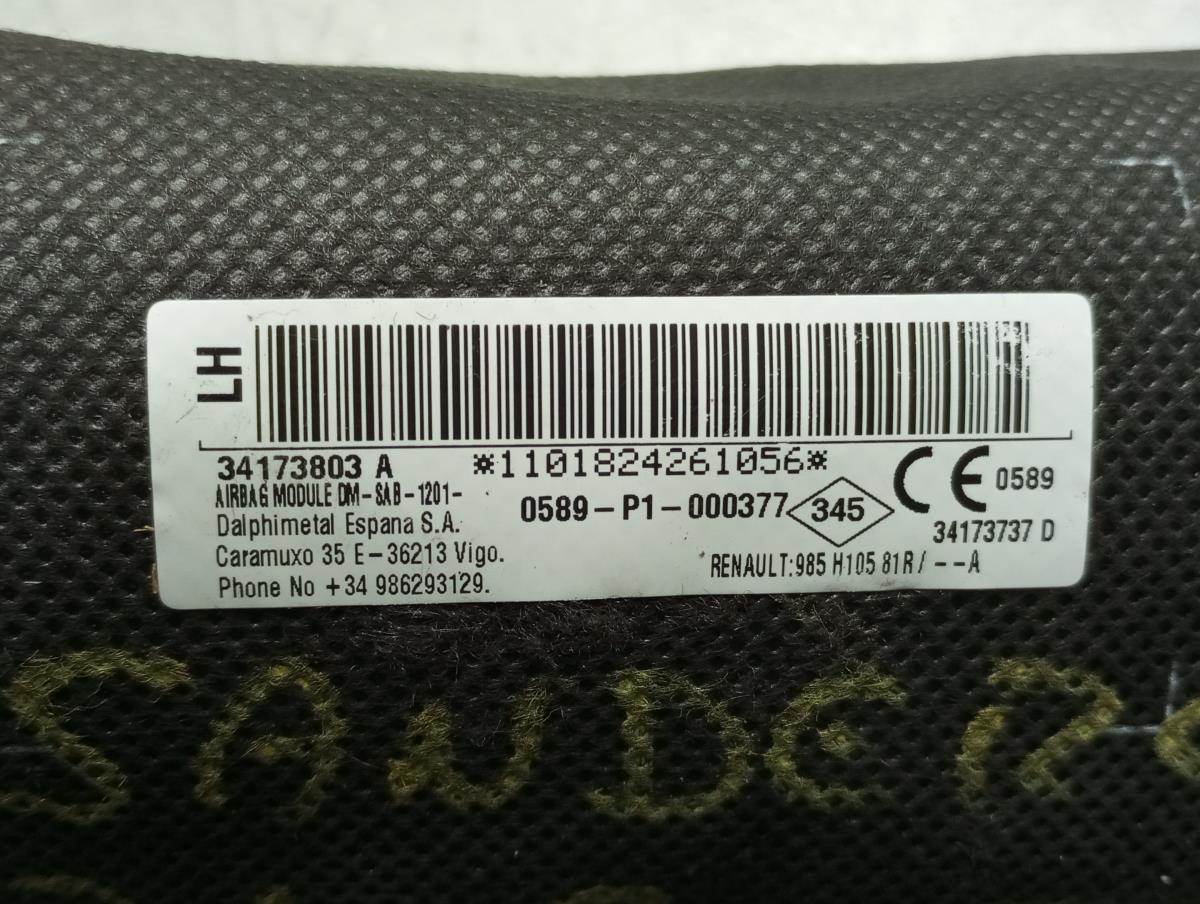 LH
34173803 A
*1101824261056*
AIRBAG MODULE DM-SAB-1201-
0589-P1-000377
345
CE 0589
Dalphimetal Espana S.A.
34173737 D
Caramuxo 35 E-36213 Vigo.
RENAULT:985 H105 81R/--A
Phone No +34 986293129.